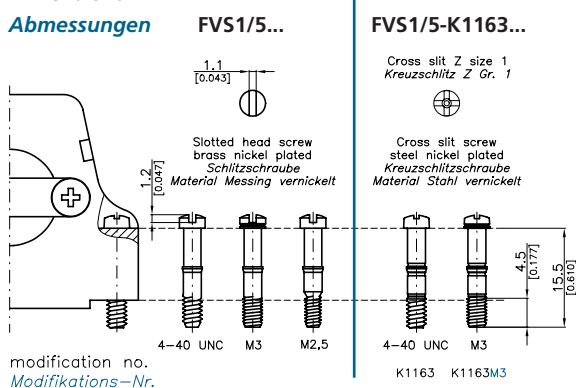 Abmessungen FVS1/5... FVS1/5-K1163...
1.1
[0.043]
Slotted head screw
brass nickel plated
Schlitzschraube
Material Messing vernickelt
1.2
[0.047]
4-40 UNC M3 M2,5
Cross slit Z size 1
Kreuzschlitz Z Gr. 1
Cross slit screw
steel nickel plated
Kreuzschlitzschraube
Material Stahl vernickelt
4.5
[0.177]
15.5
[0.610]
4-40 UNC M3
K1163 K1163M3
modification no.
Modifikations-Nr.